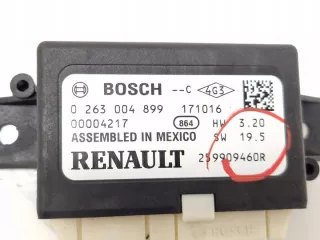 BOSCH --C 4G3
0 263 004 899 171016
00004217 864 HW 3.20
ASSEMBLED IN MEXICO SW 19.5
RENAULT 259909460R
BOSCH